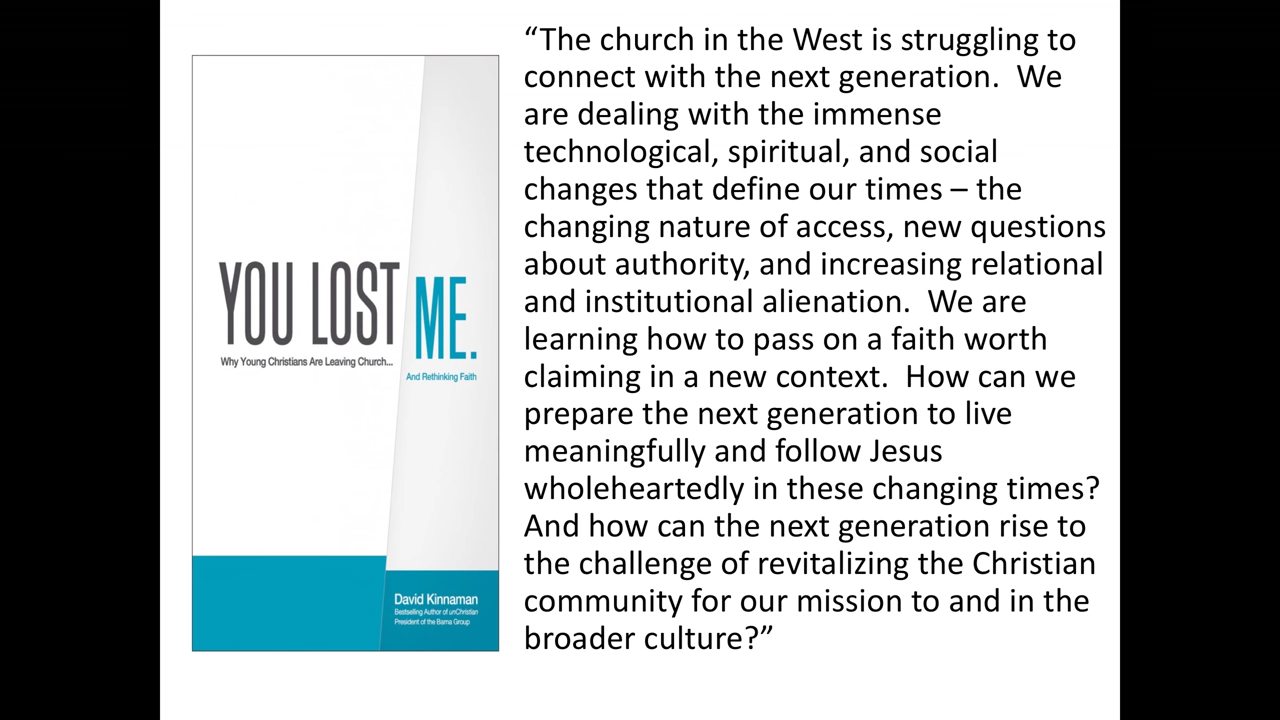 YOU LOST ME.
Why Young Christians Are Leaving Church...
And Rethinking Faith
David Kinnaman
Bestselling Author of unChristian
President of the Barna Group
“The church in the West is struggling to
connect with the next generation.  We
are dealing with the immense
technological, spiritual, and social
changes that define our times – the
changing nature of access, new questions
about authority, and increasing relational
and institutional alienation.  We are
learning how to pass on a faith worth
claiming in a new context.  How can we
prepare the next generation to live
meaningfully and follow Jesus
wholeheartedly in these changing times?
And how can the next generation rise to
the challenge of revitalizing the Christian
community for our mission to and in the
broader culture?”